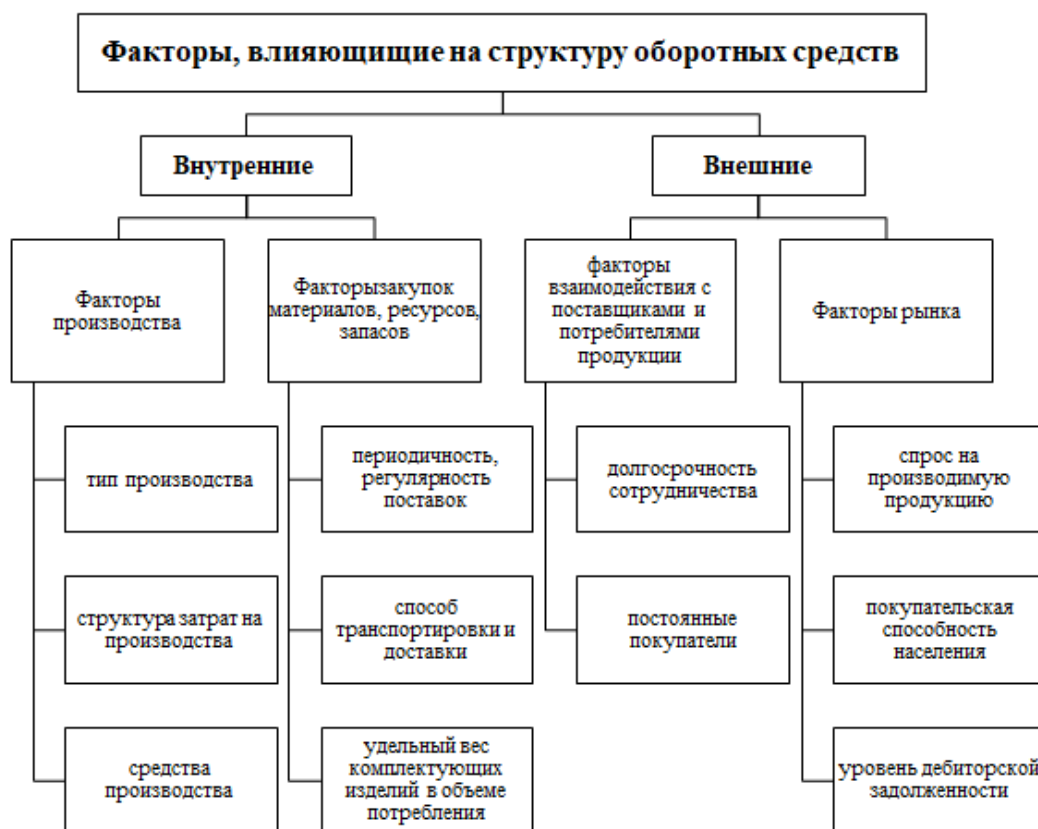 Факторы, влияющищие на структуру оборотных средств
Внутренние
Внешние
Факторы
производства
Факторызакупок
материалов, ресурсов,
запасов
факторы
взаимодействия с
поставщиками и
потребителями
продукции
Факторы рынка
тип производства
периодичность,
регулярность
поставок
долгосрочность
сотрудничества
спрос на
производимую
продукцию
структура затрат на
производства
способ
транспортировки и
доставки
постоянные
покупатели
покупательская
способность
населения
средства
производства
удельный вес
комплектующих
изделий в объеме
потребления
уровень дебиторской
задолженности